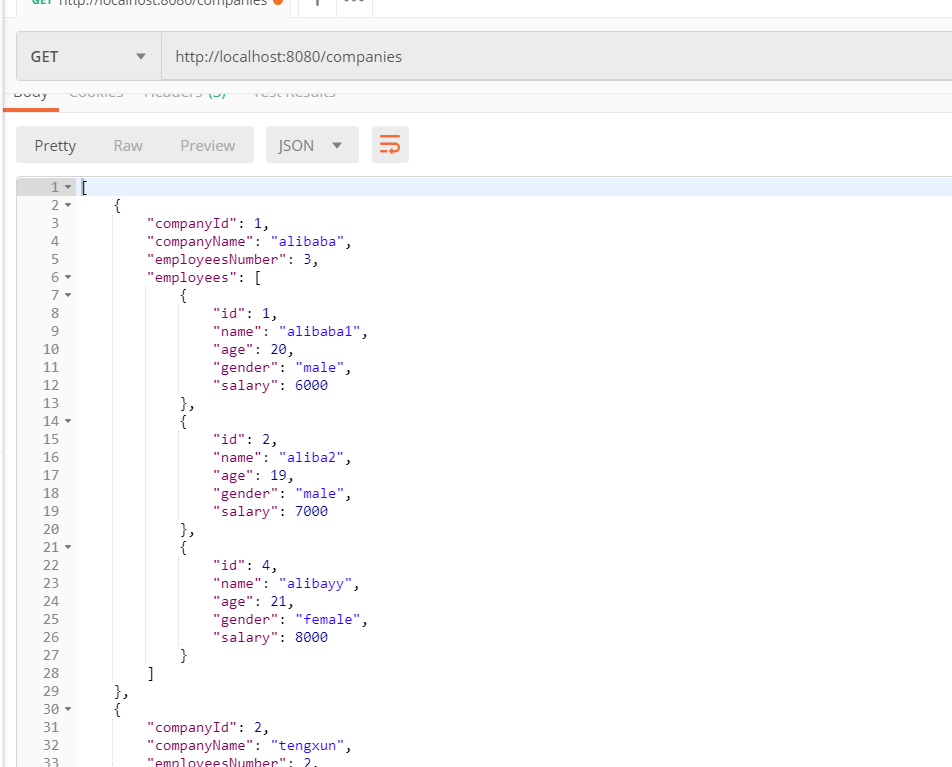 GET http://localhost:8080/companies
GET http://localhost:8080/companies
Body Cookies Headers (3) Test Results
Pretty Raw Preview JSON
1 [
2 {
3 "companyId": 1,
4 "companyName": "alibaba",
5 "employeesNumber": 3,
6 "employees": [
7 {
8 "id": 1,
9 "name": "alibaba1",
10 "age": 20,
11 "gender": "male",
12 "salary": 6000
13 },
14 {
15 "id": 2,
16 "name": "aliba2",
17 "age": 19,
18 "gender": "male",
19 "salary": 7000
20 },
21 {
22 "id": 4,
23 "name": "alibayy",
24 "age": 21,
25 "gender": "female",
26 "salary": 8000
27 }
28 ]
29 },
30 {
31 "companyId": 2,
32 "companyName": "tengxun",
33 "employeesNumber": 2,